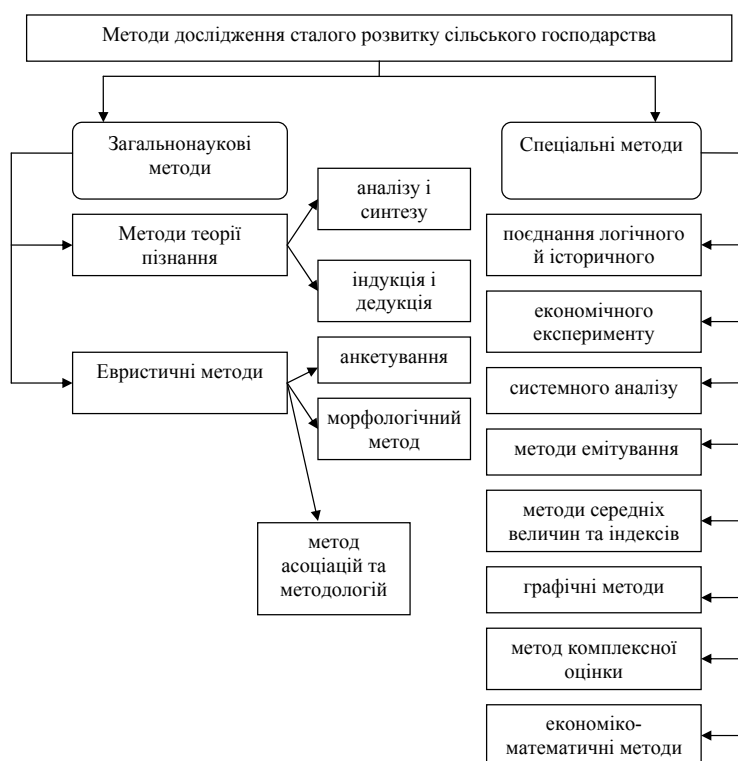 Методи дослідження сталого розвитку сільського господарства
Загальнонаукові
методи
Спеціальні методи
аналізу і
синтезу
Методи теорії
пізнання
індукція і
дедукція
Евристичні методи
анкетування
морфологічний
метод
метод
асоціацій та
методологій
поєднання логічного
й історичного
економічного
експерименту
системного аналізу
методи емітування
методи середніх
величин та індексів
графічні методи
метод комплексної
оцінки
економіко-
математичні методи